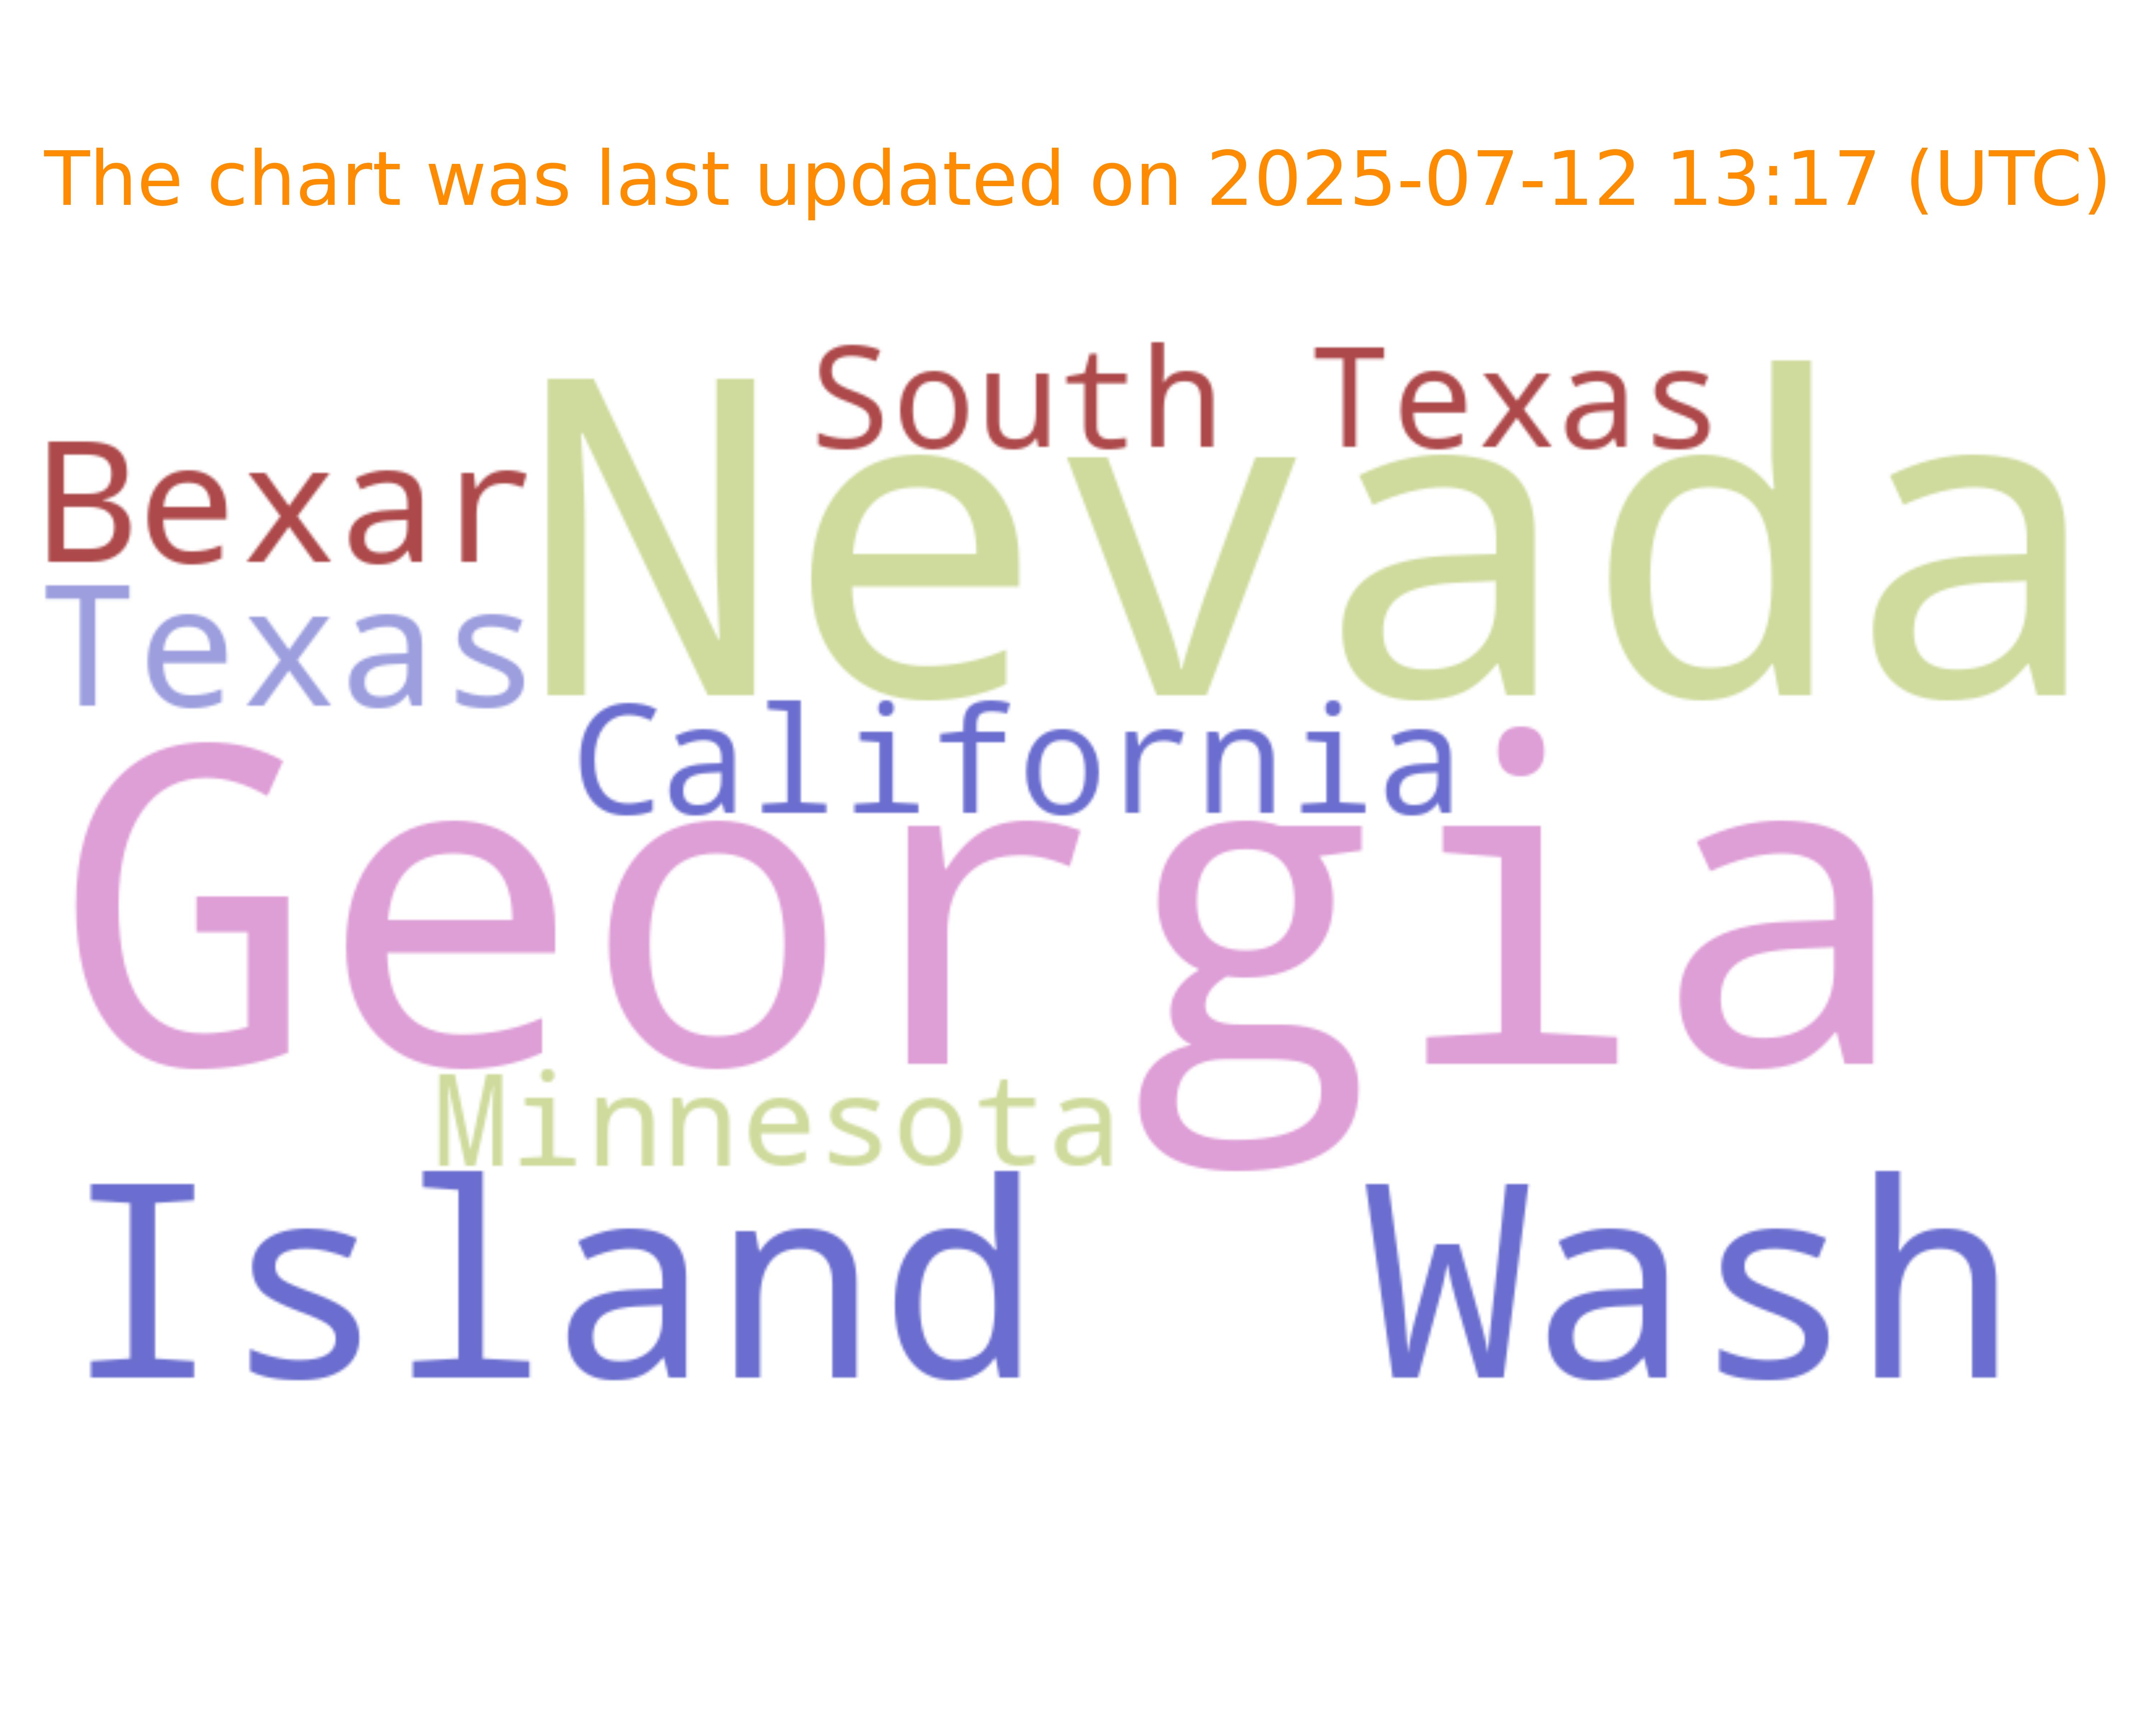 The chart was last updated on 2025-07-12 13:17 (UTC)
South Texas
Bexar
Nevada
Texas
California
Georgia
Minnesota
Island Wash